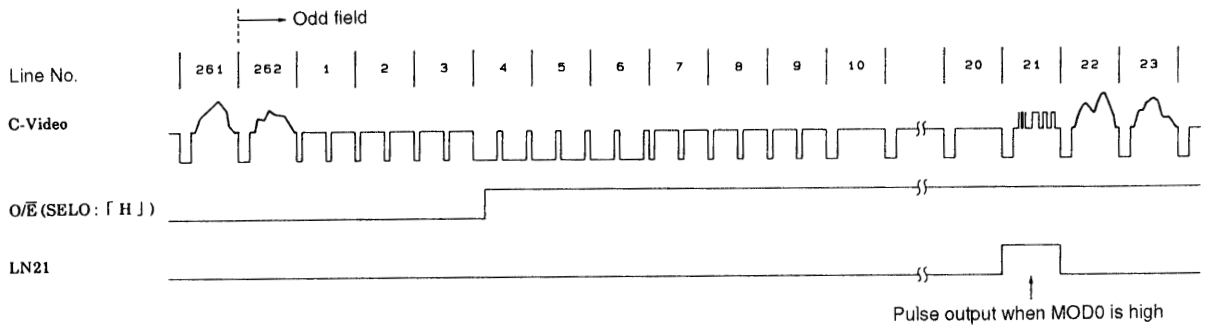 Odd field
Line No. 261 262 1 2 3 4 5 6 7 8 9 10 20 21 22 23
C-Video
O/E̅ (SELO : 「 H 」)
LN21
Pulse output when MOD0 is high